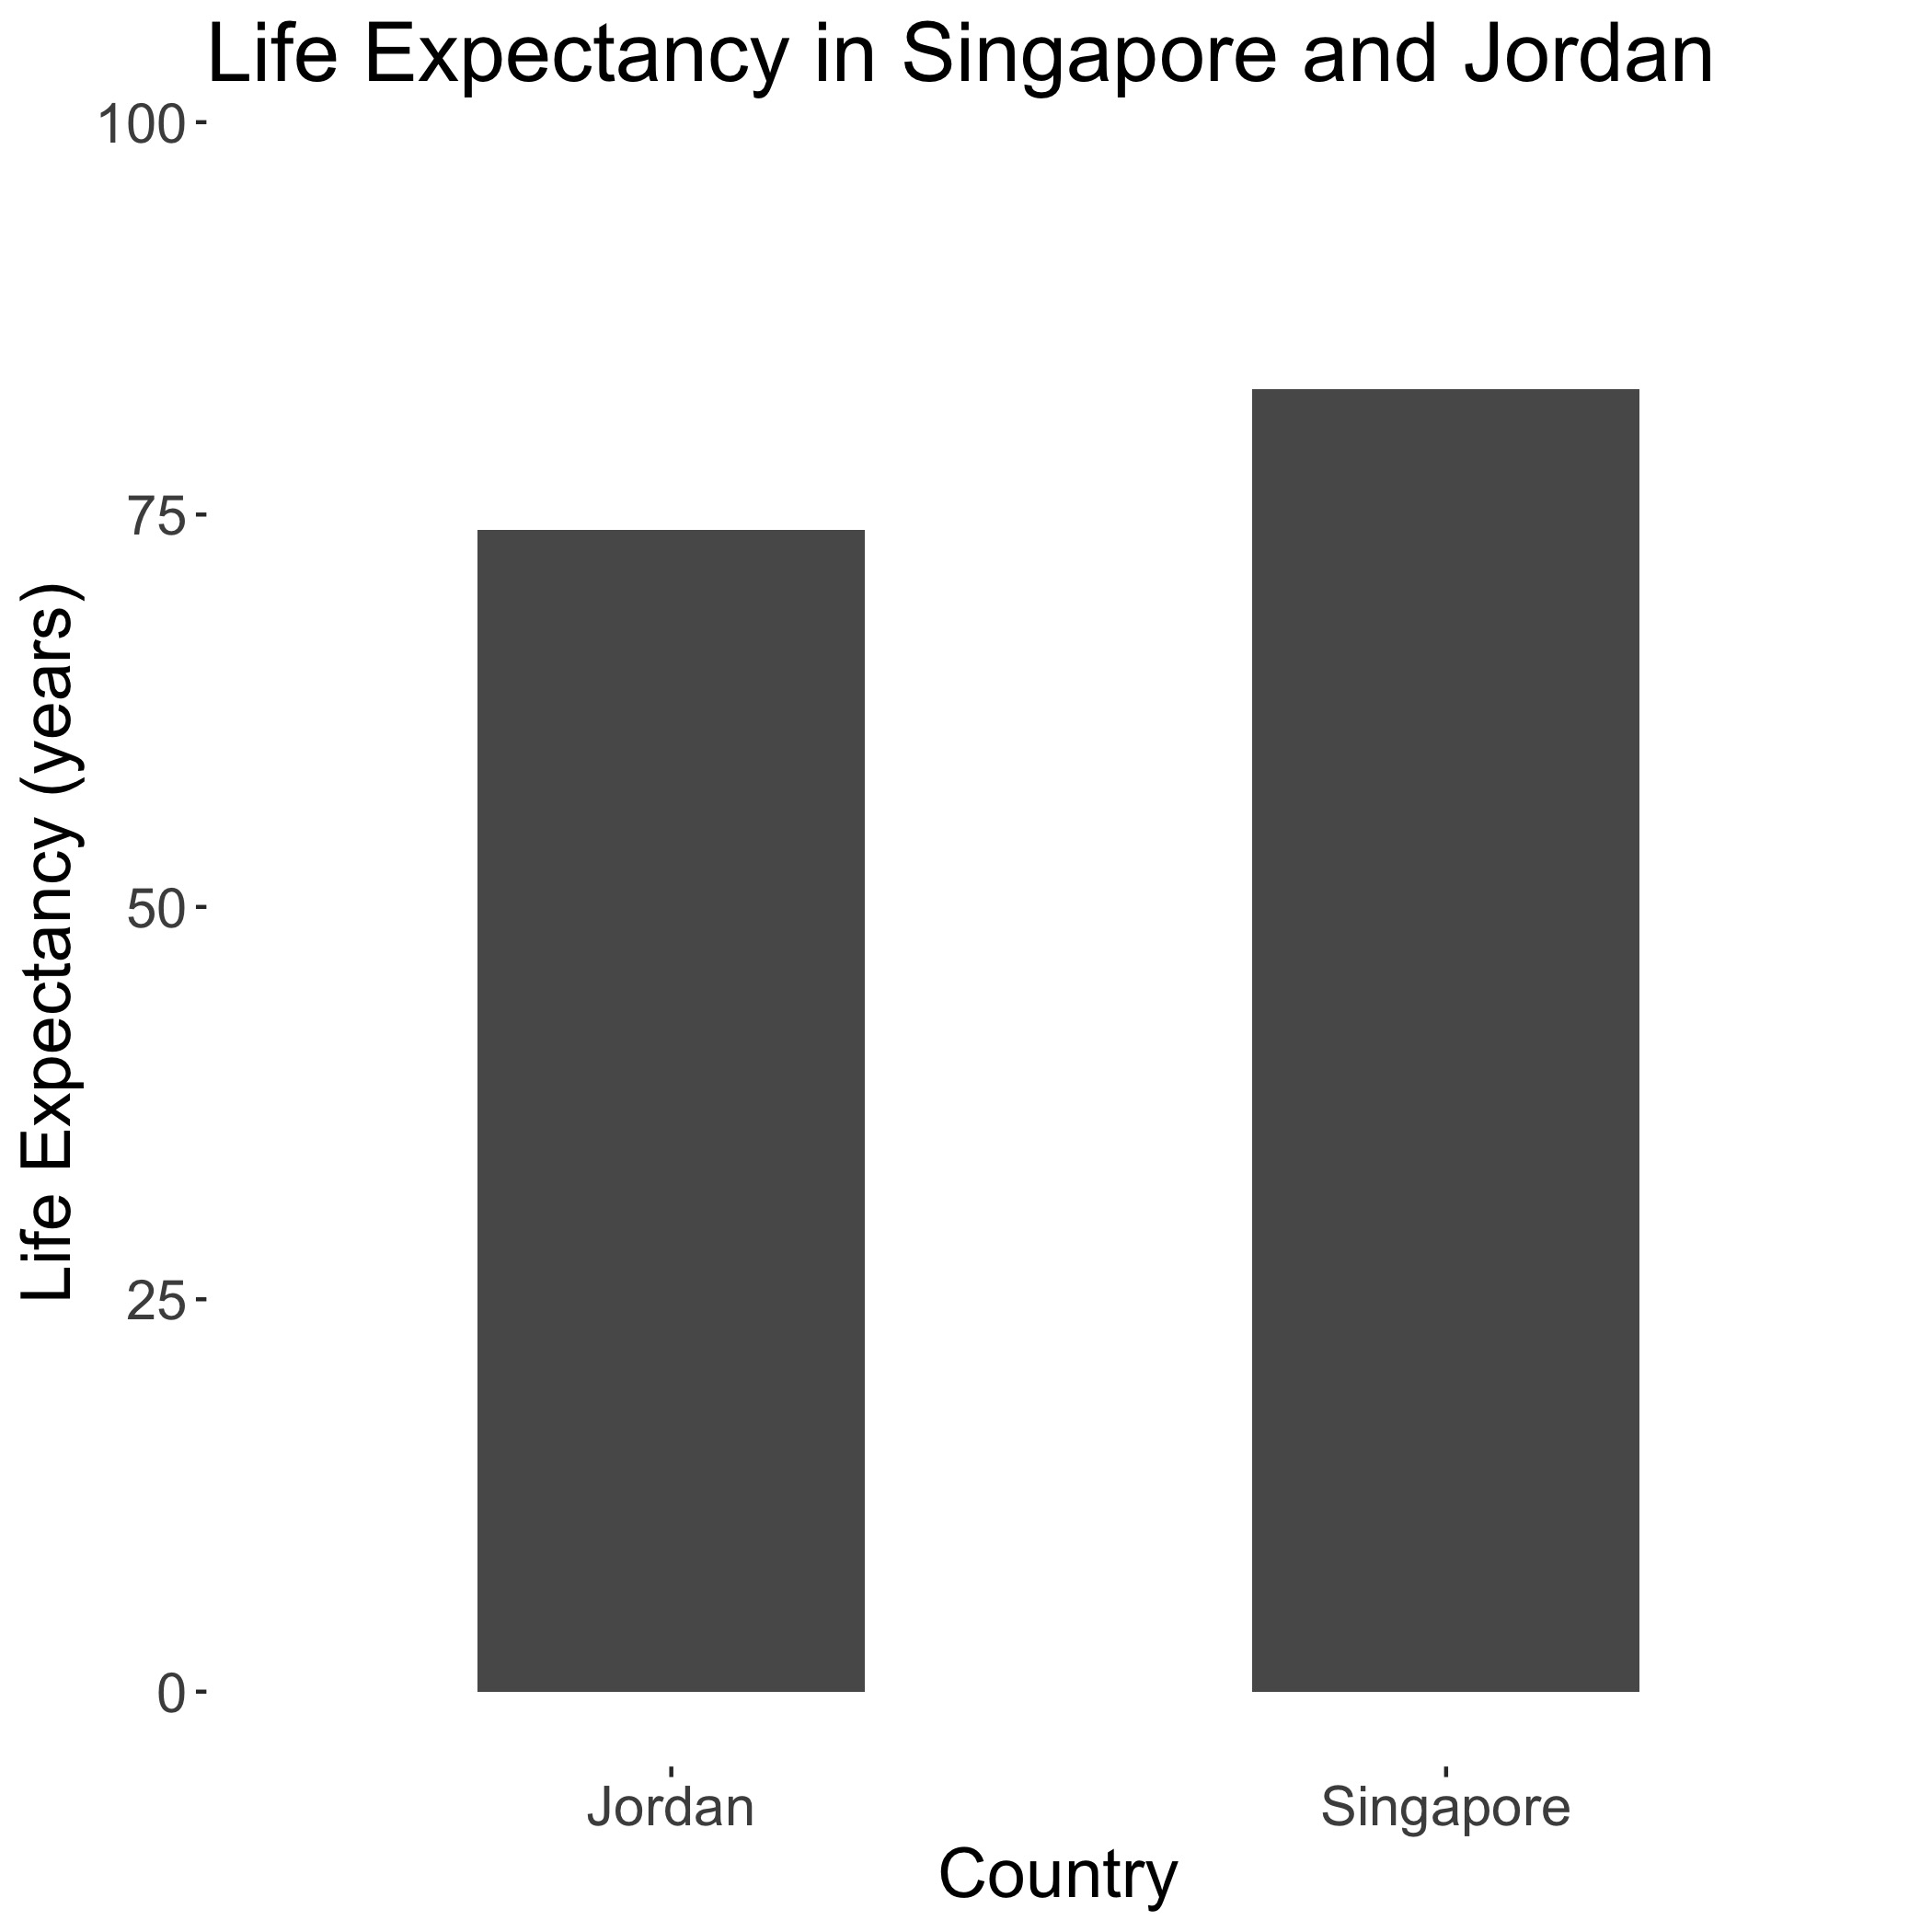 Life Expectancy in Singapore and Jordan
100
75
50
25
0
Life Expectancy (years)
Jordan
Singapore
Country